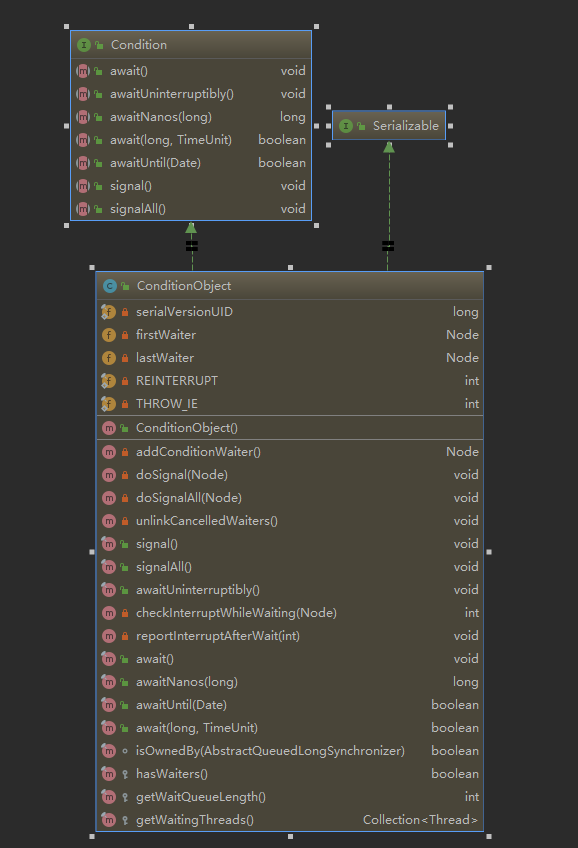 Condition
await() void
awaitUninterruptibly() void
awaitNanos(long) long
await(long, TimeUnit) boolean
awaitUntil(Date) boolean
signal() void
signalAll() void
Serializable
ConditionObject
serialVersionUID long
firstWaiter Node
lastWaiter Node
REINTERRUPT int
THROW_IE int
ConditionObject()
addConditionWaiter() Node
doSignal(Node) void
doSignalAll(Node) void
unlinkCancelledWaiters() void
signal() void
signalAll() void
awaitUninterruptibly() void
checkInterruptWhileWaiting(Node) int
reportInterruptAfterWait(int) void
await() void
awaitNanos(long) long
awaitUntil(Date) boolean
await(long, TimeUnit) boolean
isOwnedBy(AbstractQueuedLongSynchronizer) boolean
hasWaiters() boolean
getWaitQueueLength() int
getWaitingThreads() Collection<Thread>